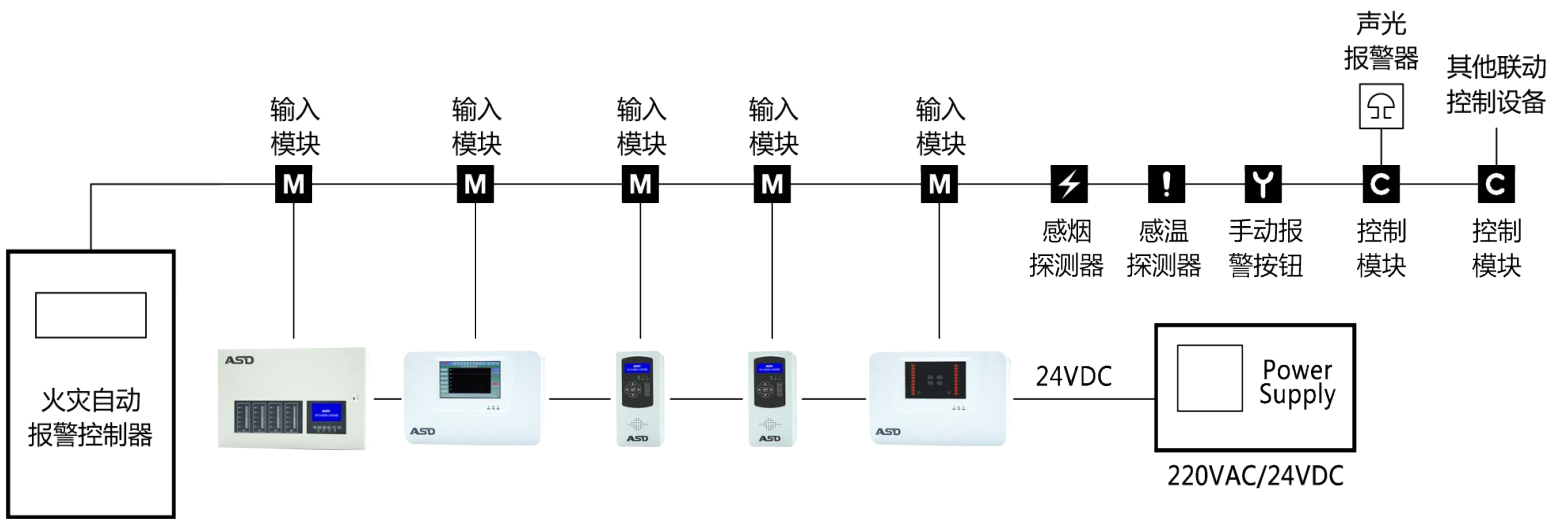 声光
报警器
其他联动
控制设备
输入
模块
输入
模块
输入
模块
输入
模块
输入
模块
M
M
M
M
M
C
C
感烟
探测器
感温
探测器
手动报
警按钮
控制
模块
控制
模块
火灾自动
报警控制器
ASD
ASD
ASD
ASD
ASD
24VDC
Power
Supply
220VAC/24VDC